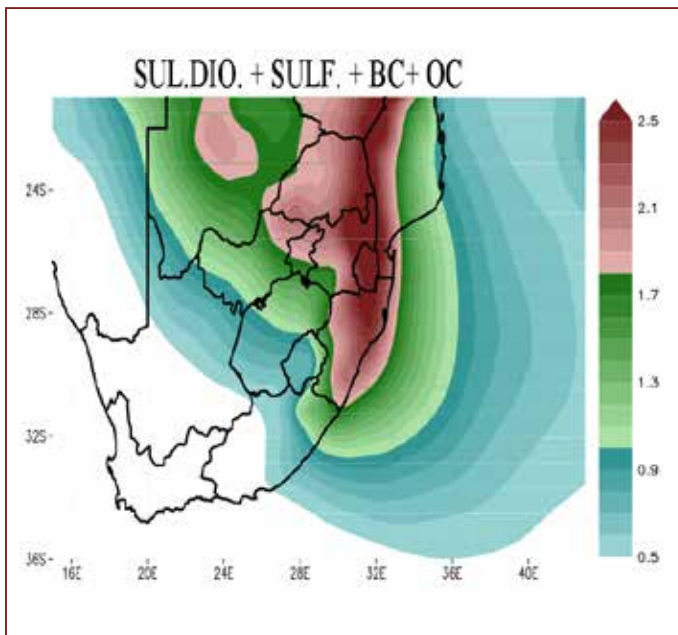 SUL.DIO. + SULF. + BC+ OC
24S
28S
32S
36S
16E 20E 24E 28E 32E 36E 40E
2.5
2.1
1.7
1.3
0.9
0.5